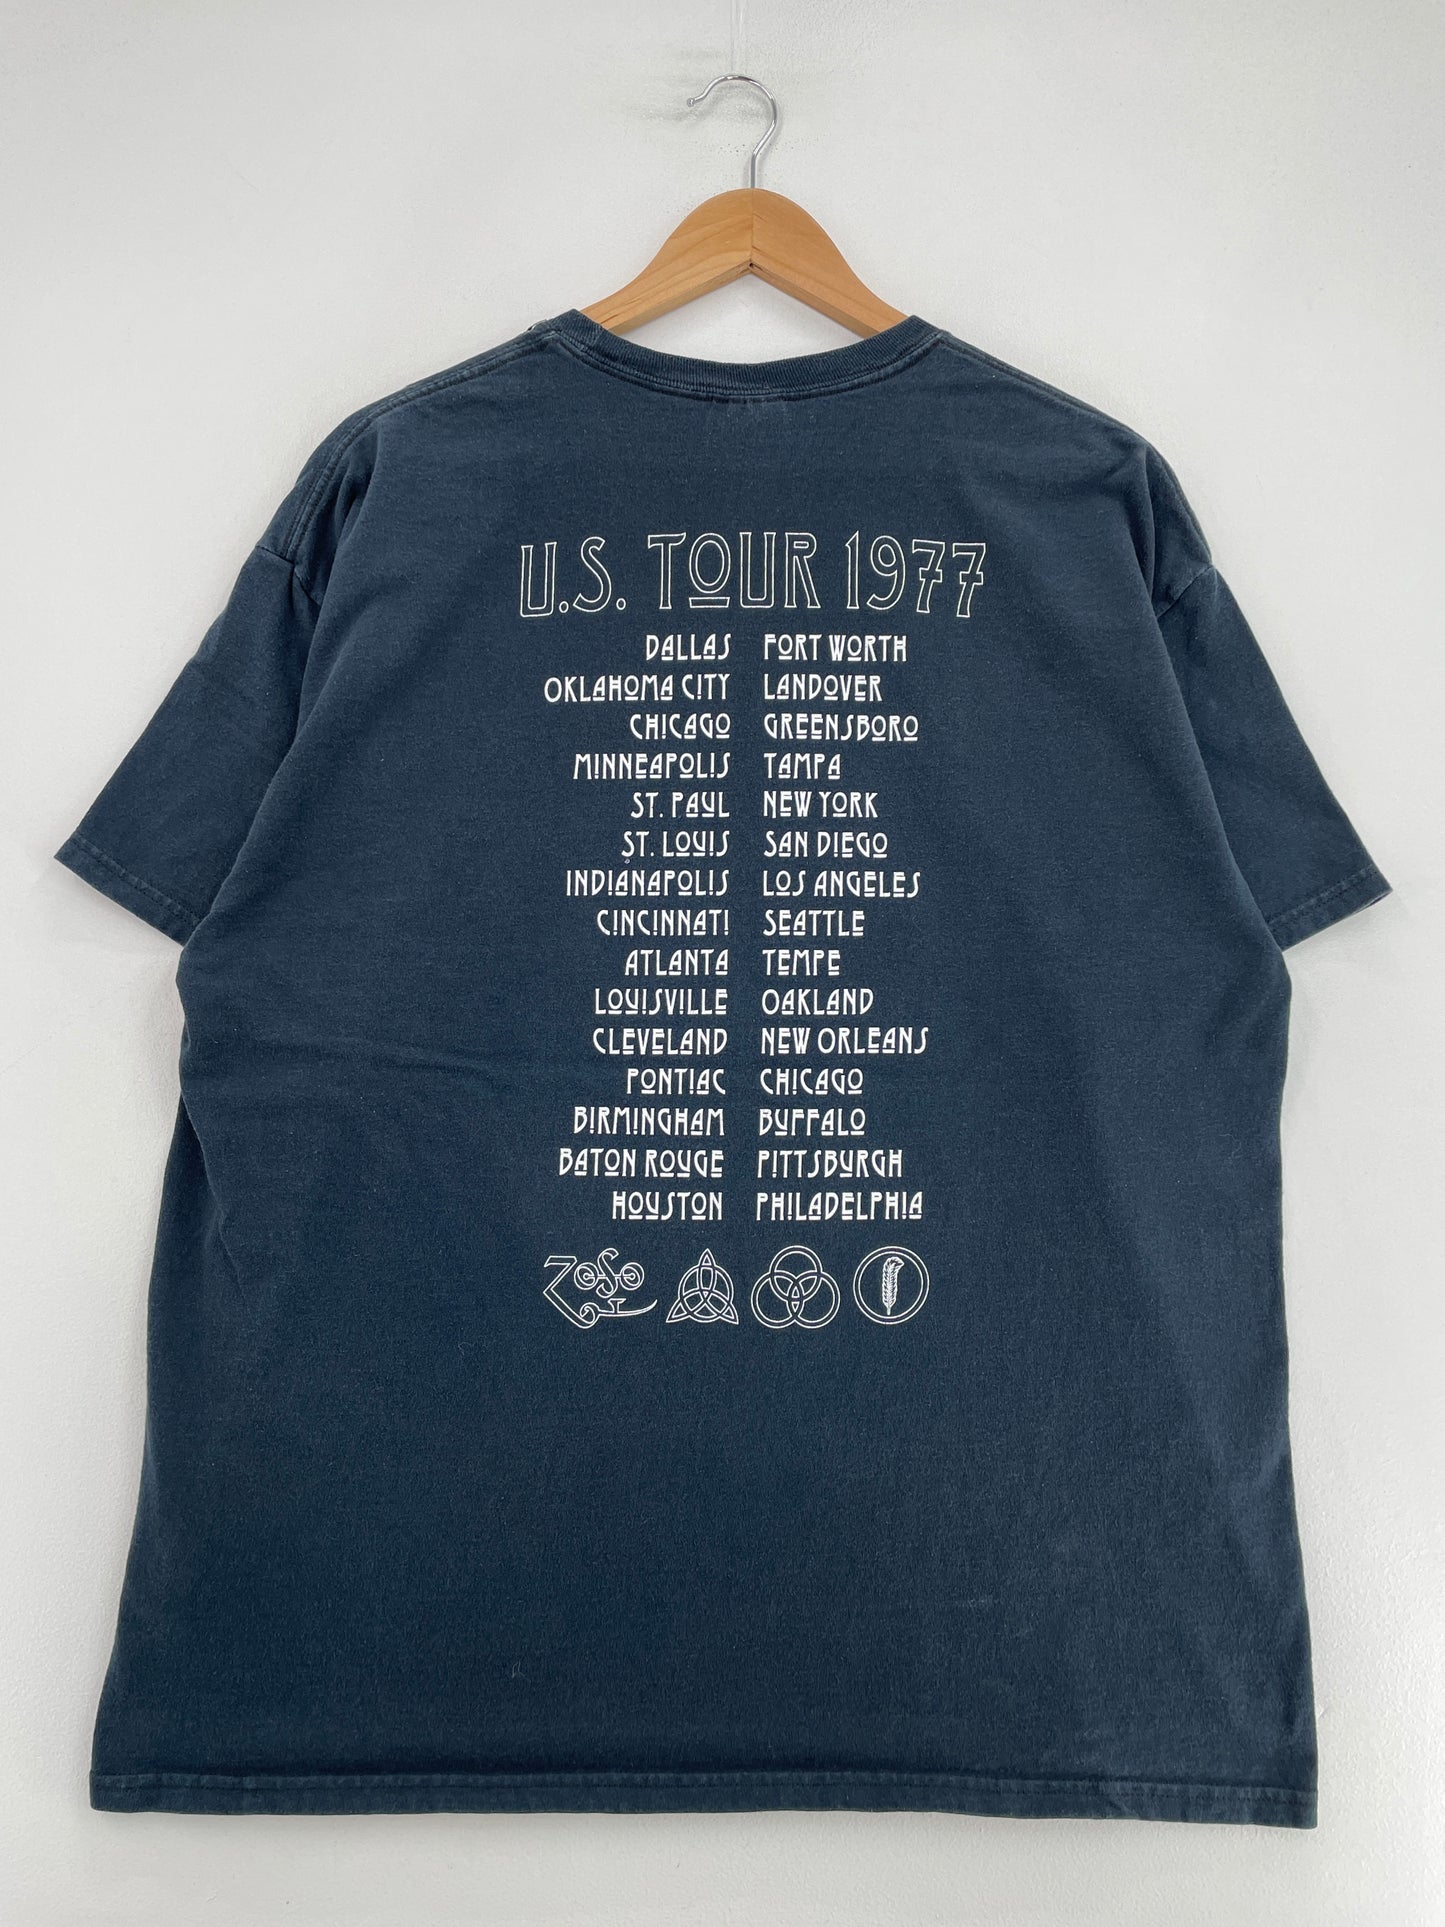 U.S. TOUR 1977
DALLAS FORT WORTH
OKLAHOMA CITY LANDOVER
CHICAGO GREENSBORO
MINNEAPOLIS TAMPA
ST. PAUL NEW YORK
ST. LOUIS SAN DIEGO
INDIANAPOLIS LOS ANGELES
CINCINNATI SEATTLE
ATLANTA TEMPE
LOUISVILLE OAKLAND
CLEVELAND NEW ORLEANS
PONTIAC CHICAGO
BIRMINGHAM BUFFALO
BATON ROUGE PITTSBURGH
HOUSTON PHILADELPHIA
ZOSO